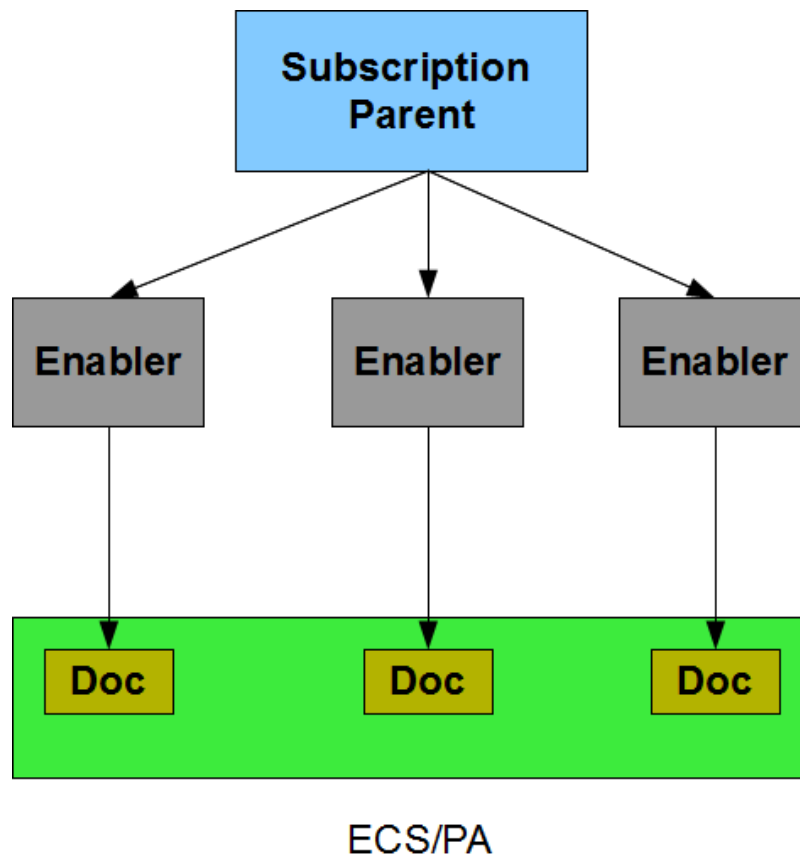 Subscription
Parent
Enabler
Enabler
Enabler
Doc
Doc
Doc
ECS/PA